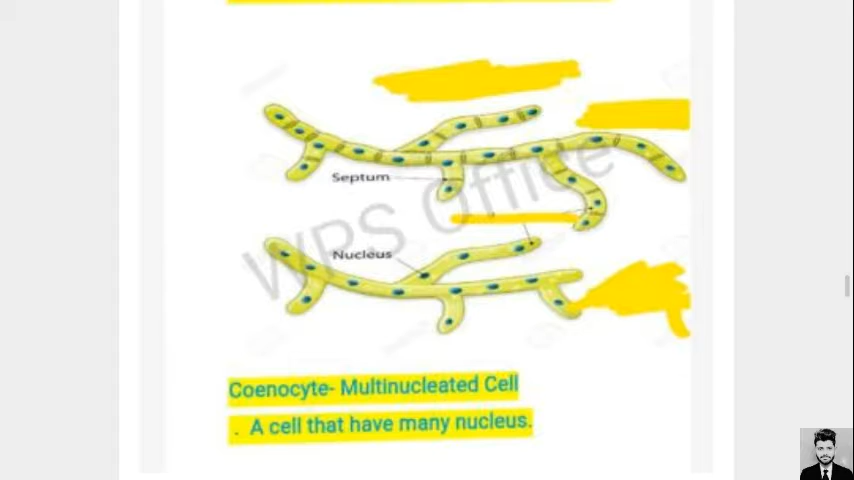 Septum
WPS Office
Nucleus
Coenocyte- Multinucleated Cell
. A cell that have many nucleus.